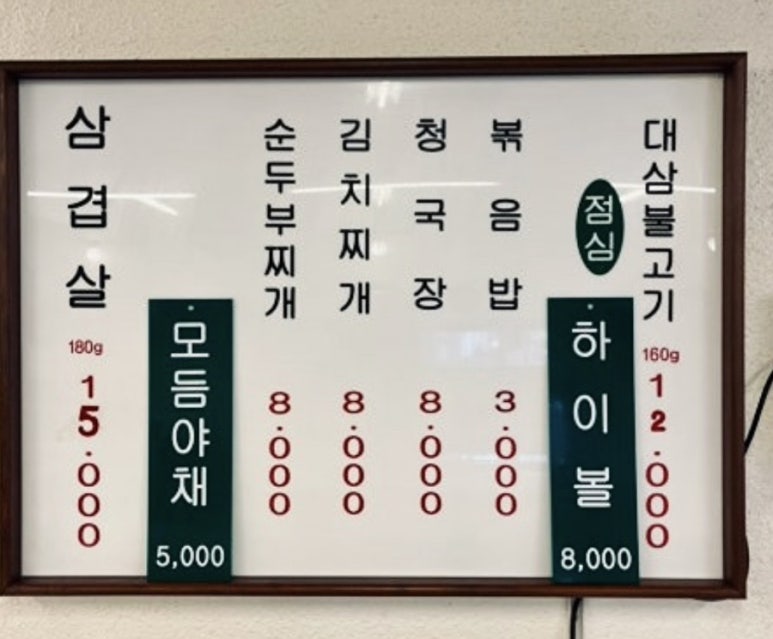 삼겹살
180g
15.000
모듬야채
5,000
순두부찌개
8.000
김치찌개
8.000
청국장
8.000
볶음밥
3.000
점심
하이볼
8,000
대삼불고기
160g
12.000